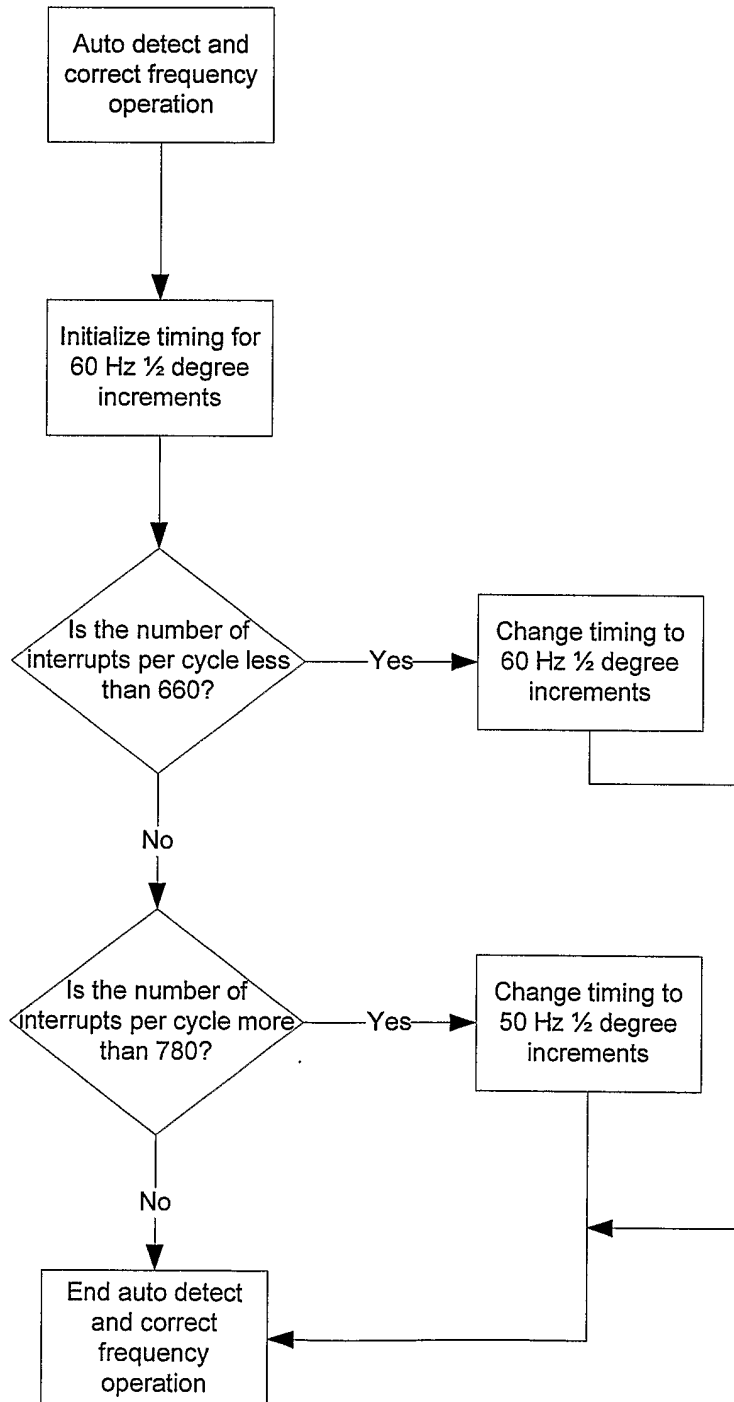 Auto detect and
correct frequency
operation
Initialize timing for
60 Hz ½ degree
increments
Is the number of
interrupts per cycle less
than 660?
Yes
Change timing to
60 Hz ½ degree
increments
No
Is the number of
interrupts per cycle more
than 780?
Yes
Change timing to
50 Hz ½ degree
increments
No
End auto detect
and correct
frequency
operation